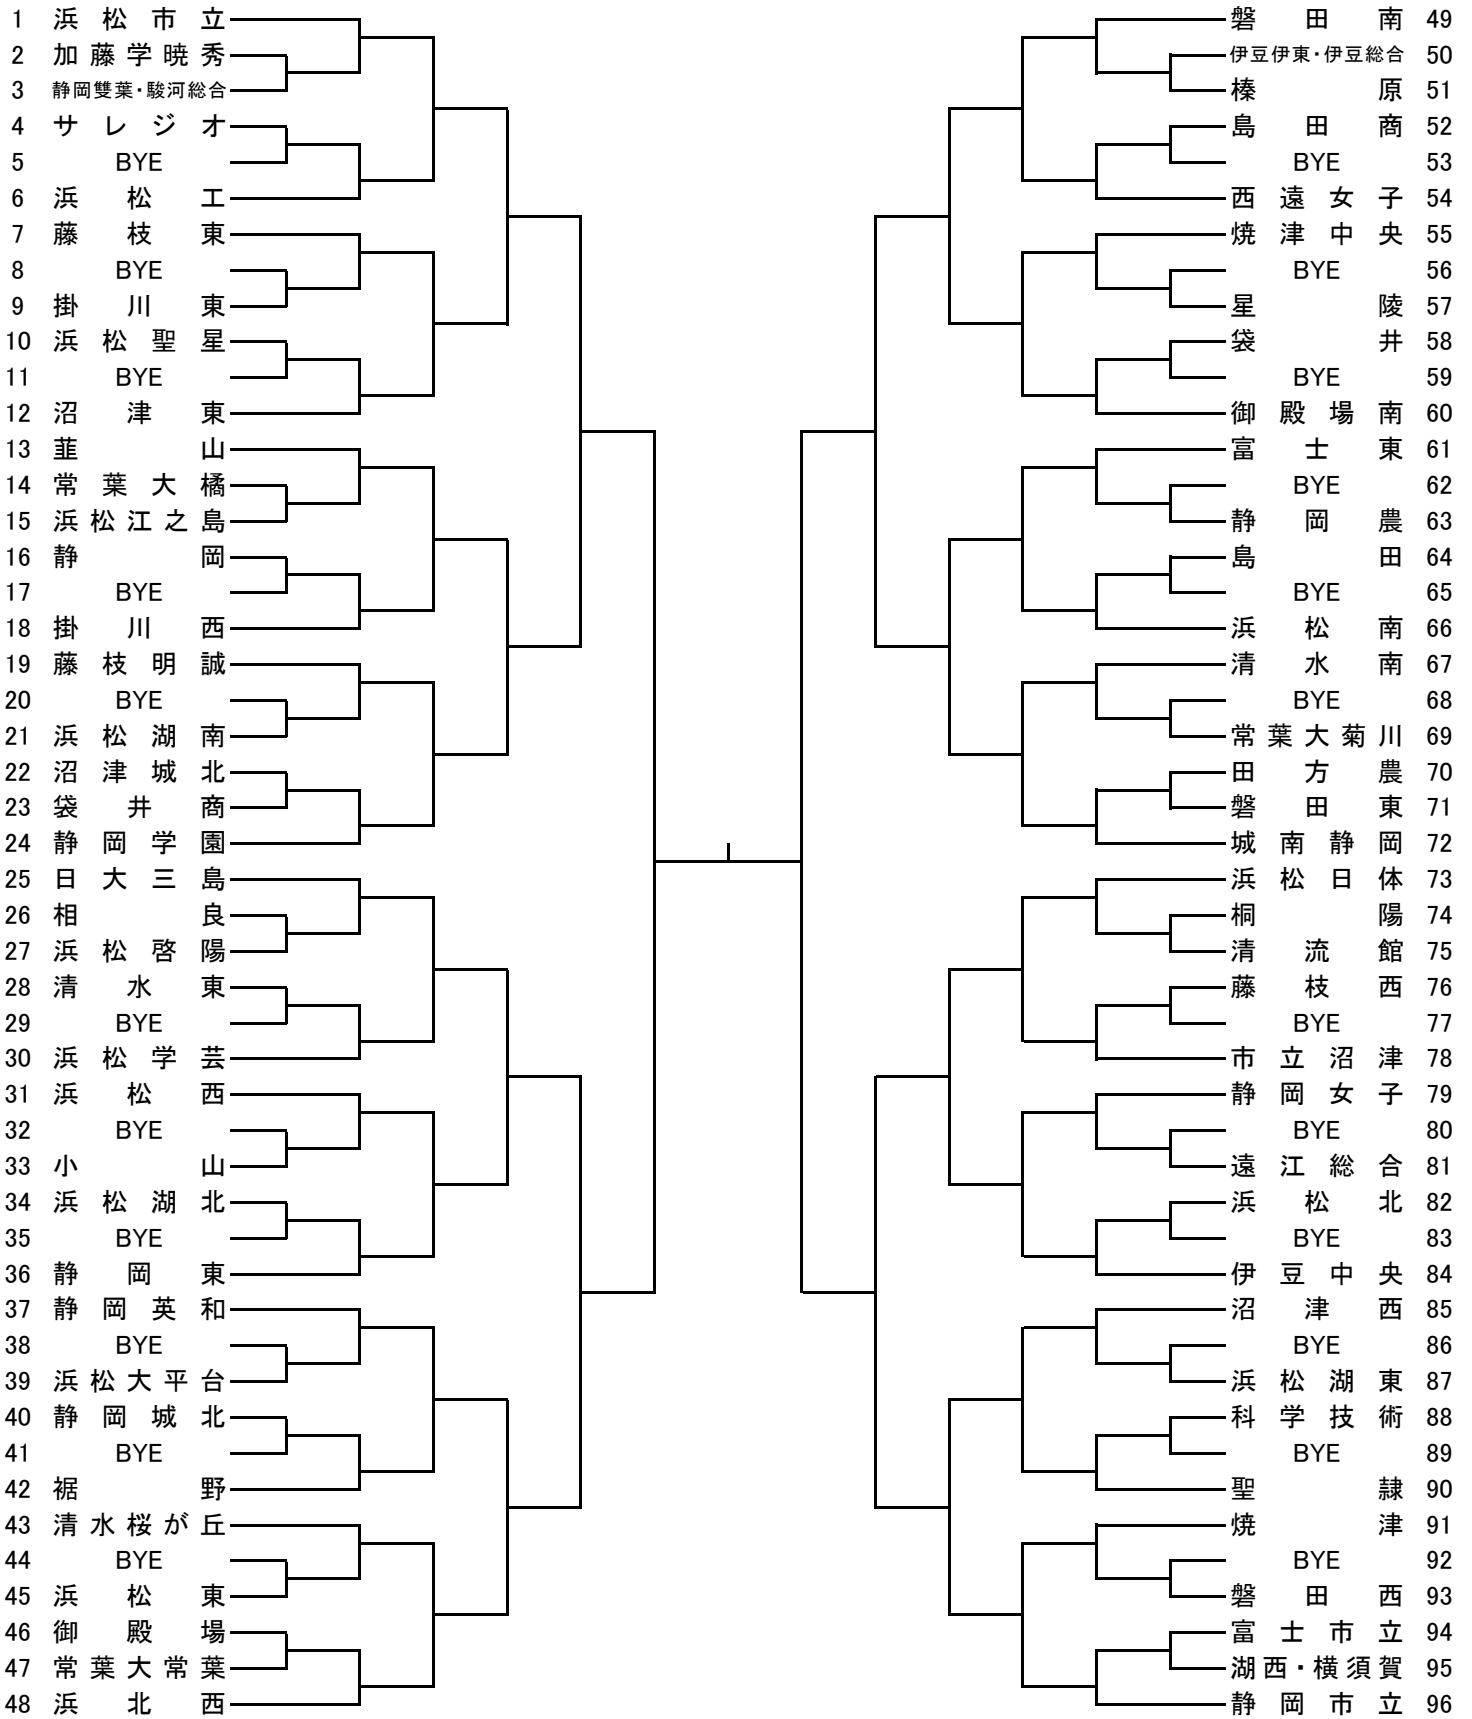 1 浜松市立
2 加藤学暁秀
3 静岡雙葉・駿河総合
4 サレジオ
5 BYE
6 浜松工
7 藤枝東
8 BYE
9 掛川東
10 浜松聖星
11 BYE
12 沼津東
13 韮山
14 常葉大橘
15 浜松江之島
16 静岡
17 BYE
18 掛川西
19 藤枝明誠
20 BYE
21 浜松湖南
22 沼津城北
23 袋井商
24 静岡学園
25 日大三島
26 相良
27 浜松啓陽
28 清水東
29 BYE
30 浜松学芸
31 浜松西
32 BYE
33 小山
34 浜松湖北
35 BYE
36 静岡東
37 静岡英和
38 BYE
39 浜松大平台
40 静岡城北
41 BYE
42 裾野
43 清水桜が丘
44 BYE
45 浜松東
46 御殿場
47 常葉大常葉
48 浜北西
磐田南 49
伊豆伊東・伊豆総合 50
榛原 51
島田商 52
BYE 53
西遠女子 54
焼津中央 55
BYE 56
星陵 57
袋井 58
BYE 59
御殿場南 60
富士東 61
BYE 62
静岡農 63
島田 64
BYE 65
浜松南 66
清水南 67
BYE 68
常葉大菊川 69
田方農 70
磐田東 71
城南静岡 72
浜松日体 73
桐陽 74
清流館 75
藤枝西 76
BYE 77
市立沼津 78
静岡女子 79
BYE 80
遠江総合 81
浜松北 82
BYE 83
伊豆中央 84
沼津西 85
BYE 86
浜松湖東 87
科学技術 88
BYE 89
聖隷 90
焼津 91
BYE 92
磐田西 93
富士市立 94
湖西・横須賀 95
静岡市立 96